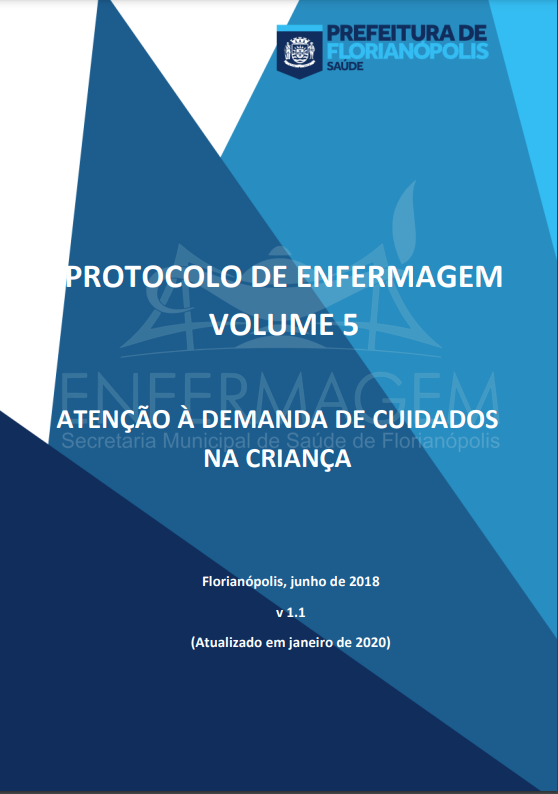 PREFEITURA DE
FLORIANÓPOLIS
SAÚDE
PROTOCOLO DE ENFERMAGEM
VOLUME 5
ENFERMAGEM
ATENÇÃO À DEMANDA DE CUIDADOS
Secretaria Municipal de Saúde de Florianópolis
NA CRIANÇA
Florianópolis, junho de 2018
v 1.1
(Atualizado em janeiro de 2020)